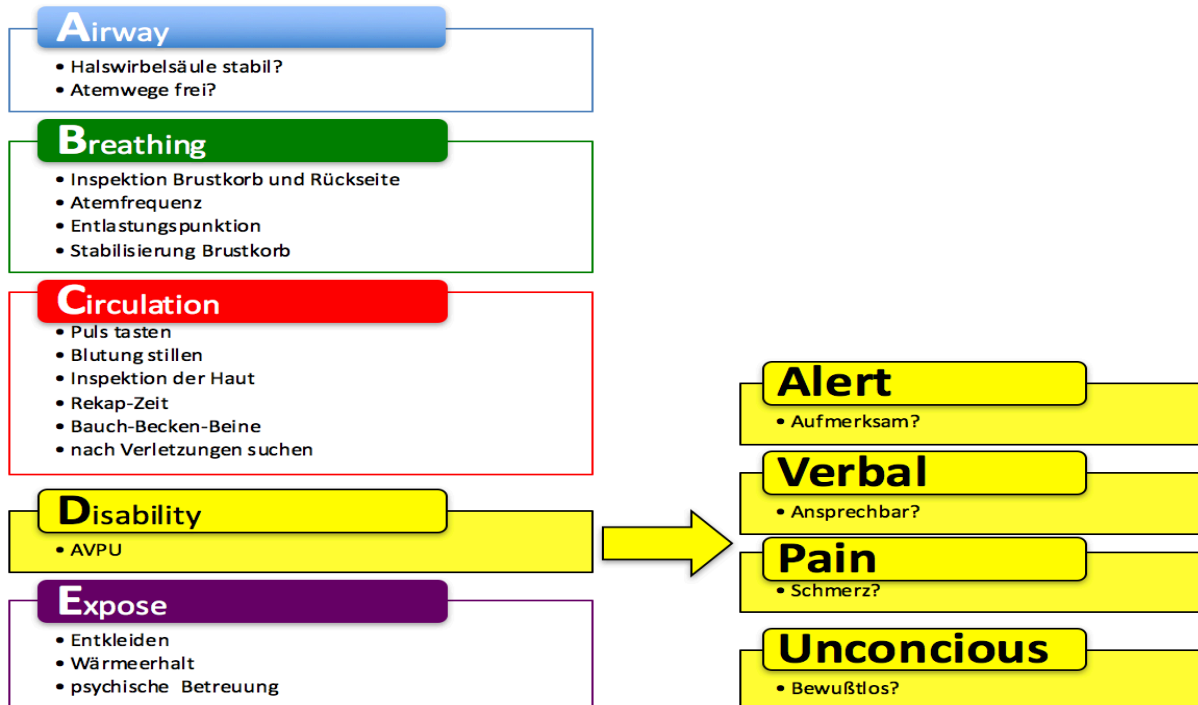 Airway
• Halswirbelsäule stabil?
• Atemwege frei?
Breathing
• Inspektion Brustkorb und Rückseite
• Atemfrequenz
• Entlastungspunktion
• Stabilisierung Brustkorb
Circulation
• Puls tasten
• Blutung stillen
• Inspektion der Haut
• Rekap-Zeit
• Bauch-Becken-Beine
• nach Verletzungen suchen
Disability
• AVPU
Expose
• Entkleiden
• Wärmeerhalt
• psychische Betreuung
Alert
• Aufmerksam?
Verbal
• Ansprechbar?
Pain
• Schmerz?
Unconcious
• Bewußtlos?